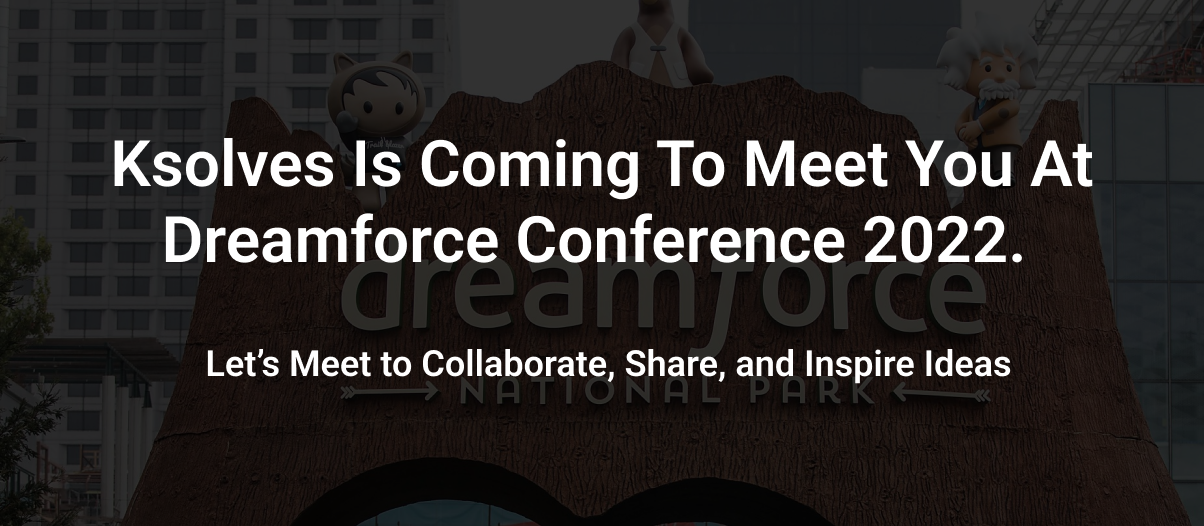 Ksolves Is Coming To Meet You At
Dreamforce Conference 2022.
dreamforce
Let’s Meet to Collaborate, Share, and Inspire Ideas
NATIONAL PARK